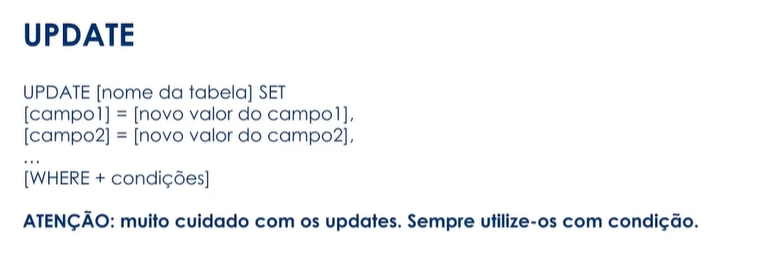 UPDATE
UPDATE [nome da tabela] SET
[campo1] = [novo valor do campo1],
[campo2] = [novo valor do campo2],
...
[WHERE + condições]
ATENÇÃO: muito cuidado com os updates. Sempre utilize-os com condição.